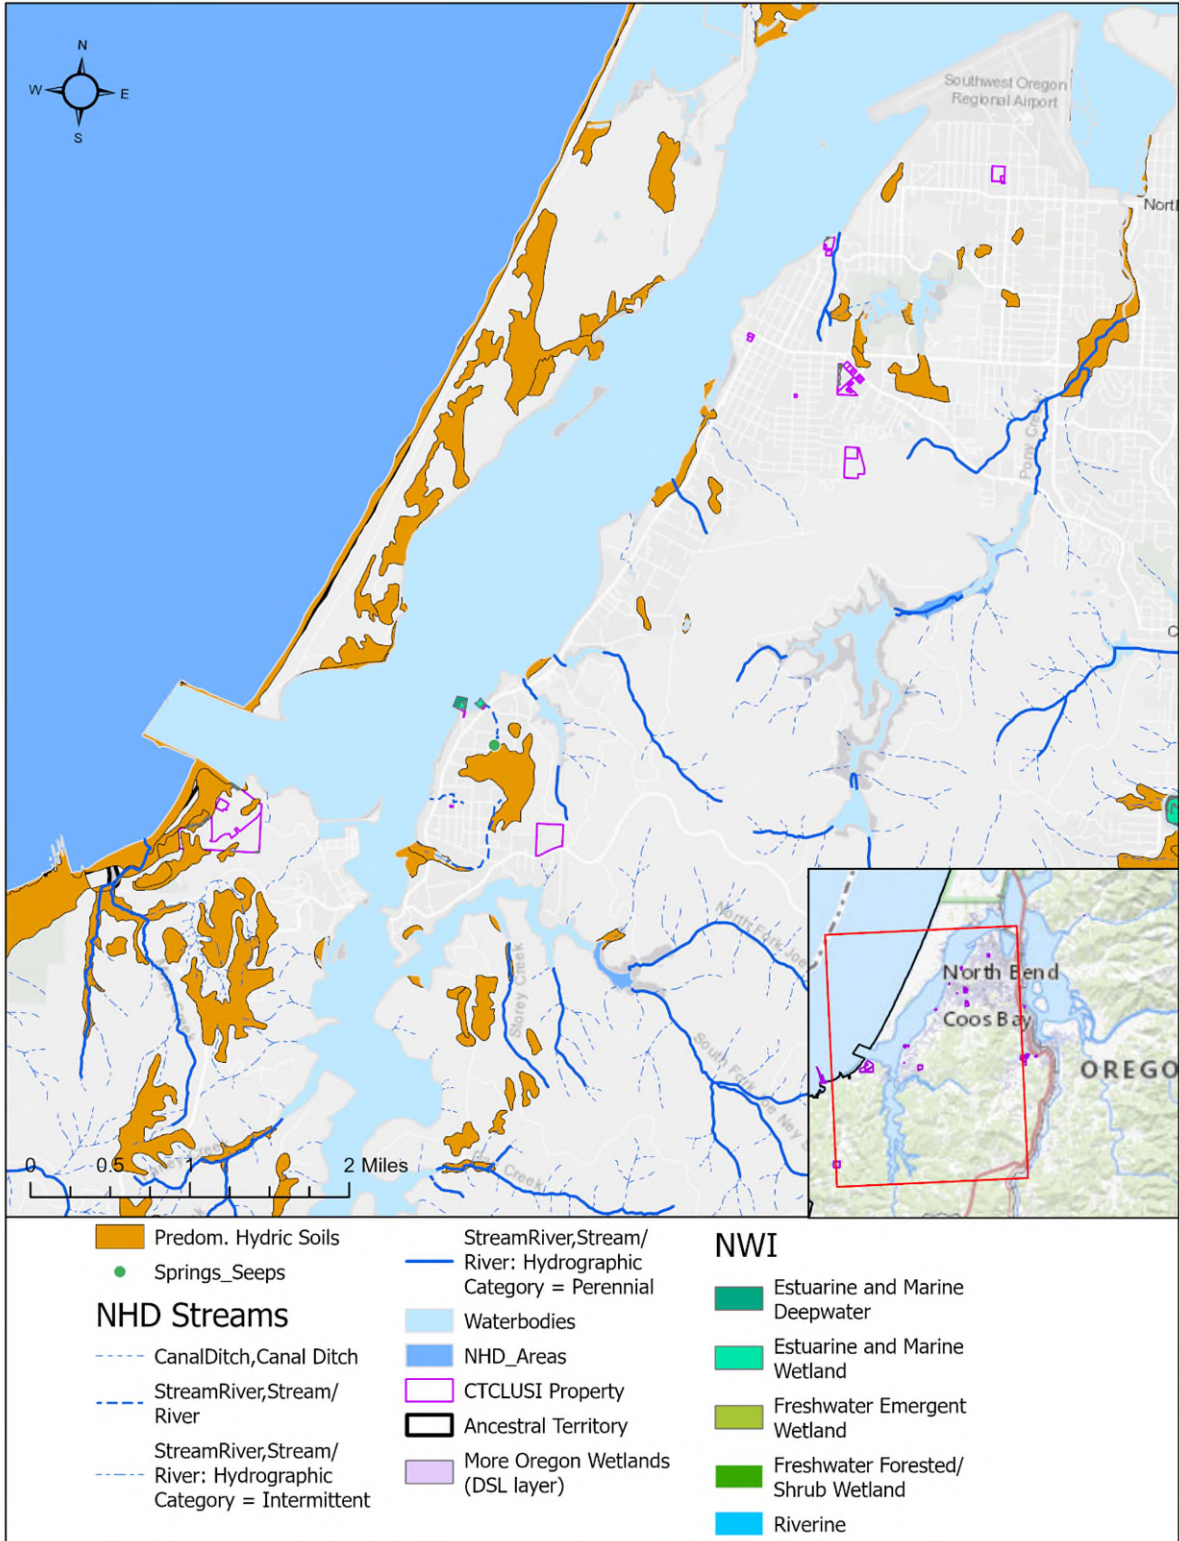 N
W
E
S
Southwest Oregon
Regional Airport
North
Pony Creek
C
North Fork Joe
Storey Creek
South Fork Joe Ney S
Creek
Creek
0
0.5
1
2 Miles
North Bend
Coos Bay
OREGO
Predom. Hydric Soils
Springs_Seeps
NHD Streams
CanalDitch,Canal Ditch
StreamRiver,Stream/
River
StreamRiver,Stream/
River: Hydrographic
Category = Intermittent
StreamRiver,Stream/
River: Hydrographic
Category = Perennial
Waterbodies
NHD_Areas
CTCLUSI Property
Ancestral Territory
More Oregon Wetlands
(DSL layer)
NWI
Estuarine and Marine
Deepwater
Estuarine and Marine
Wetland
Freshwater Emergent
Wetland
Freshwater Forested/
Shrub Wetland
Riverine